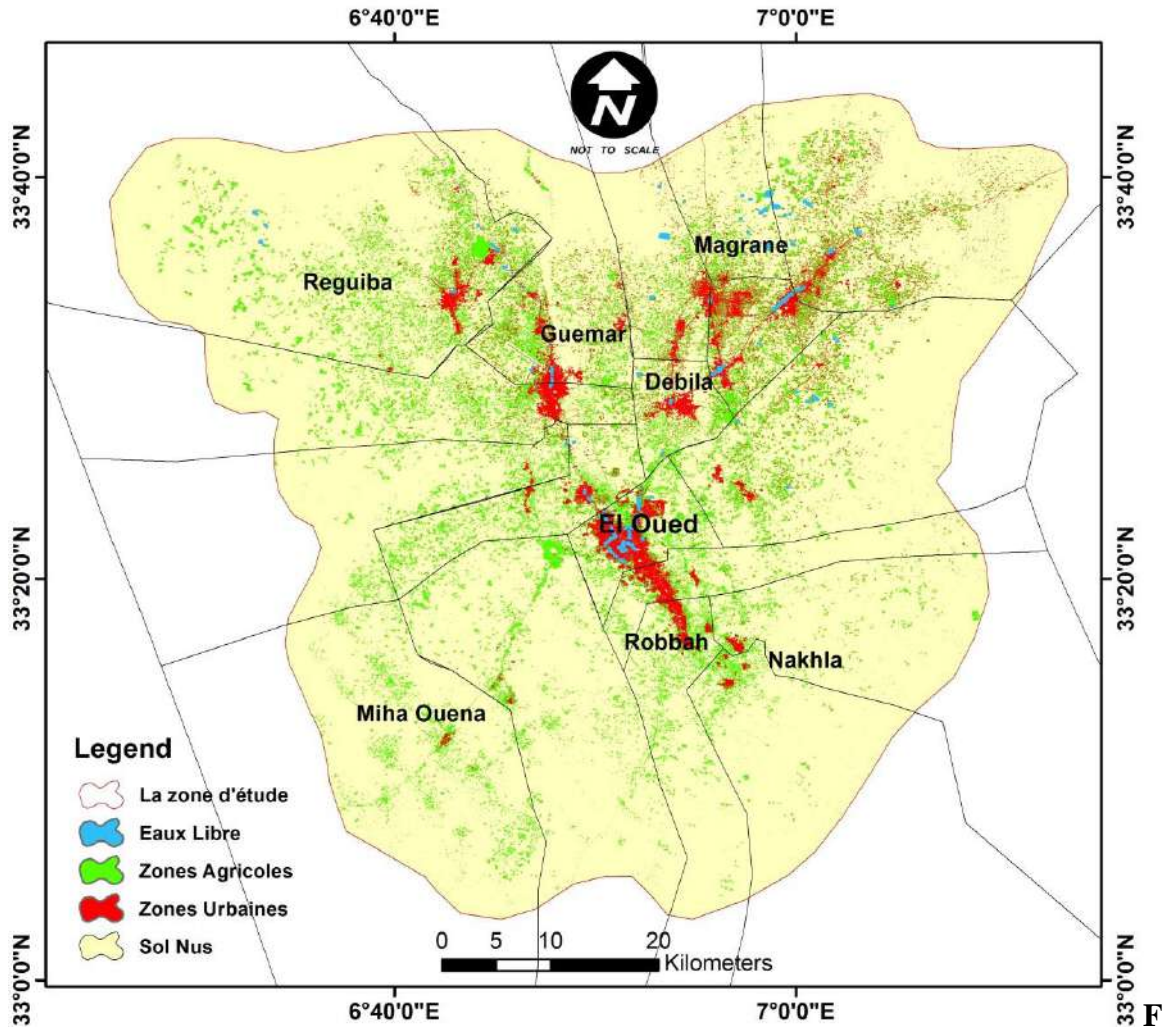 6°40'0"E
7°0'0"E
N
NOT TO SCALE
33°40'0"N
33°40'0"N
Magrane
Reguiba
Guemar
Debila
El Oued
33°20'0"N
33°20'0"N
Robbah
Nakhla
Miha Ouena
Legend
La zone d'étude
Eaux Libre
Zones Agricoles
Zones Urbaines
Sol Nus
0 5 10 20
Kilometers
33°0'0"N
33°0'0"N
6°40'0"E
7°0'0"E
F